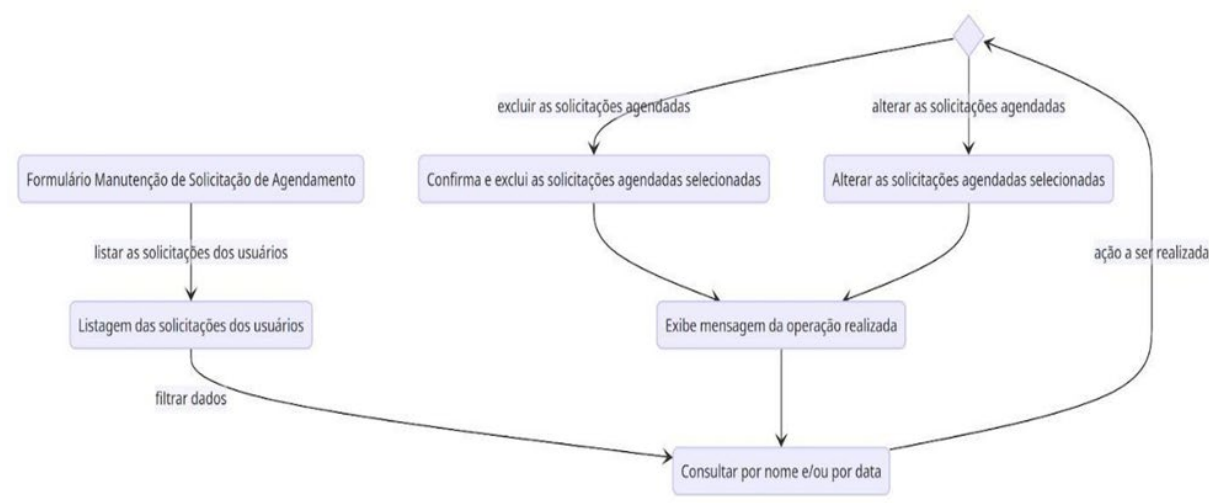 excluir as solicitações agendadas
alterar as solicitações agendadas
Formulário Manutenção de Solicitação de Agendamento
Confirma e exclui as solicitações agendadas selecionadas
Alterar as solicitações agendadas selecionadas
listar as solicitações dos usuários
ação a ser realizada
Listagem das solicitações dos usuários
Exibe mensagem da operação realizada
filtrar dados
Consultar por nome e/ou por data